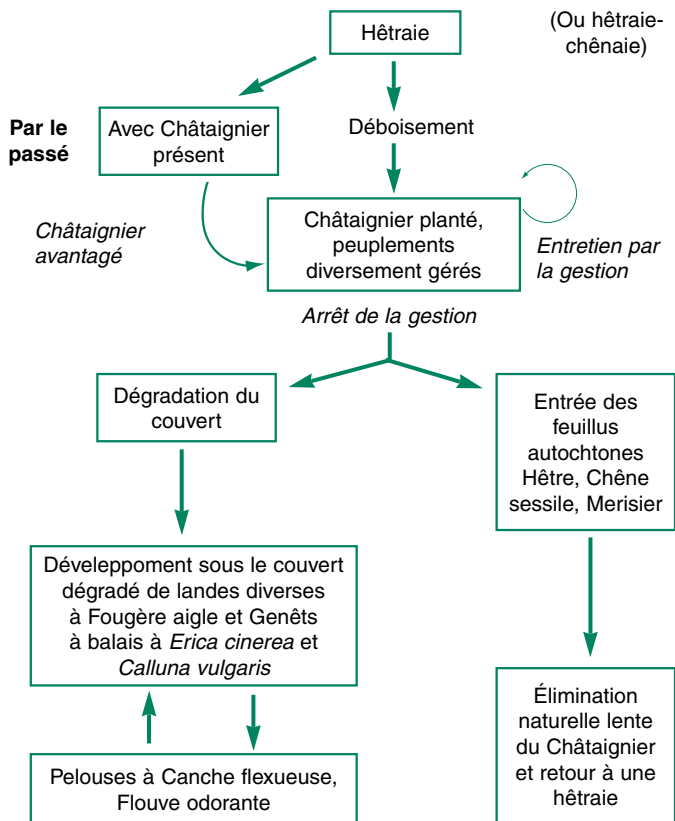 Hêtraie
(Ou hêtraie-
chênaie)
Par le
passé
Avec Châtaignier
présent
Déboisement
Châtaignier
avantagé
Châtaignier planté,
peuplements
diversement gérés
Entretien par
la gestion
Arrêt de la gestion
Dégradation du
couvert
Entrée des
feuillus
autochtones
Hêtre, Chêne
sessile, Merisier
Développoment sous le couvert
dégradé de landes diverses
à Fougère aigle et Genêts
à balais à Erica cinerea et
Calluna vulgaris
Élimination
naturelle lente
du Châtaignier
et retour à une
hêtraie
Pelouses à Canche flexueuse,
Flouve odorante